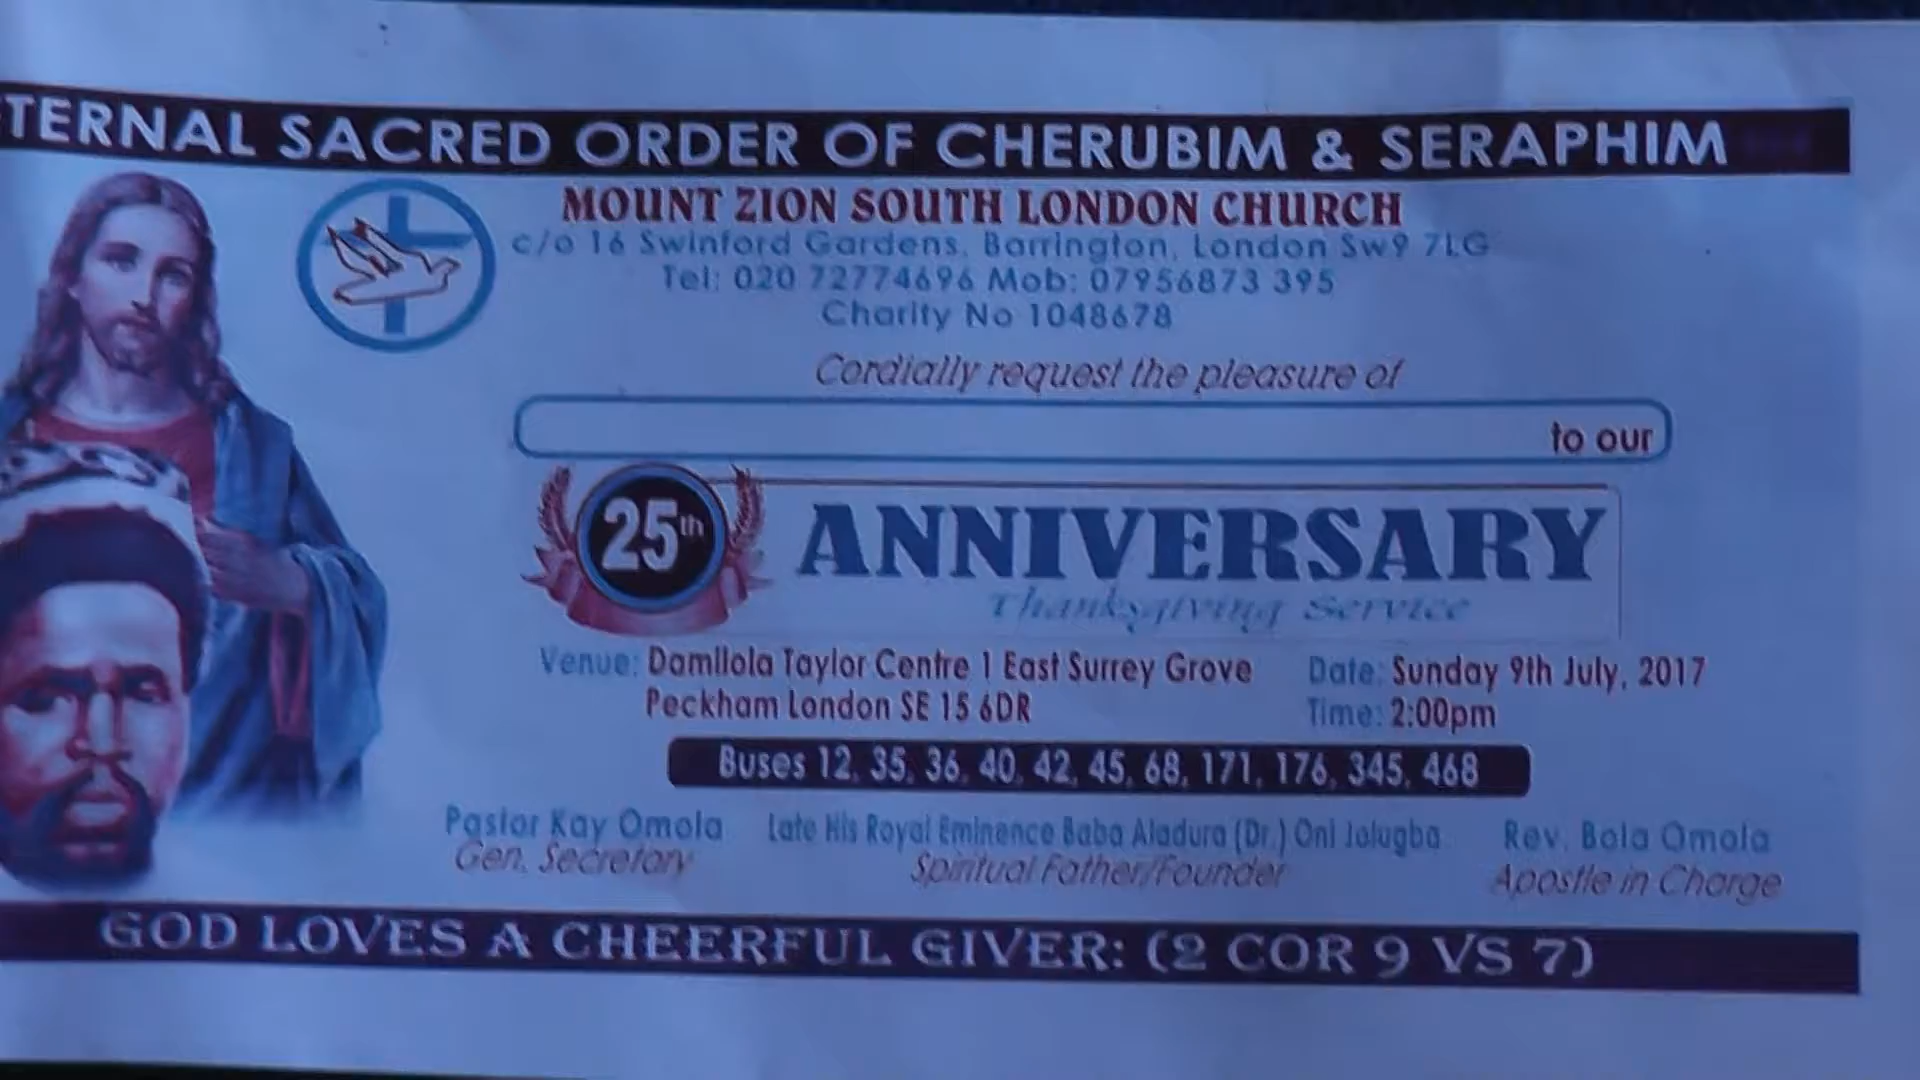 TERNAL SACRED ORDER OF CHERUBIM & SERAPHIM
MOUNT ZION SOUTH LONDON CHURCH
c/o 16 Swinford Gardens, Barrington, London Sw9 7LG
Tel: 020 72774696 Mob: 07956873 395
Charity No 1048678
Cordially request the pleasure of
to our
25th ANNIVERSARY
Thanksgiving Service
Venue: Damilola Taylor Centre 1 East Surrey Grove
Peckham London SE 15 6DR
Date: Sunday 9th July, 2017
Time: 2:00pm
Buses 12, 35, 36, 40, 42, 45, 68, 171, 176, 345, 468
Pastor Kay Omola Late His Royal Eminence Baba Aladura (Dr.) Oni Jolugba Rev. Bola Omola
Gen. Secretary Spiritual Father/Founder Apostle in Charge
GOD LOVES A CHEERFUL GIVER: (2 COR 9 VS 7)